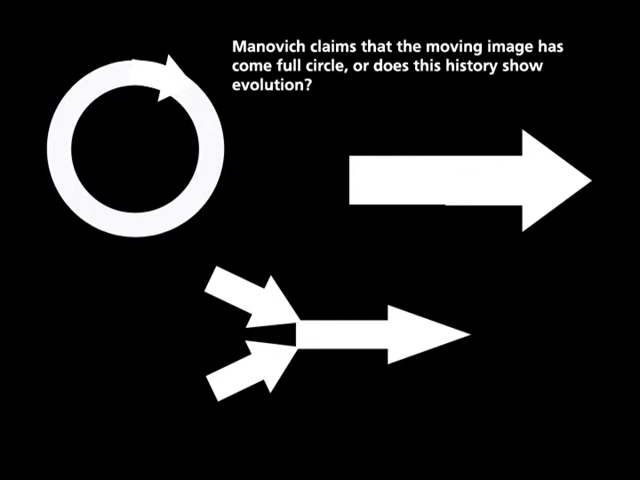 Manovich claims that the moving image has
come full circle, or does this history show
evolution?